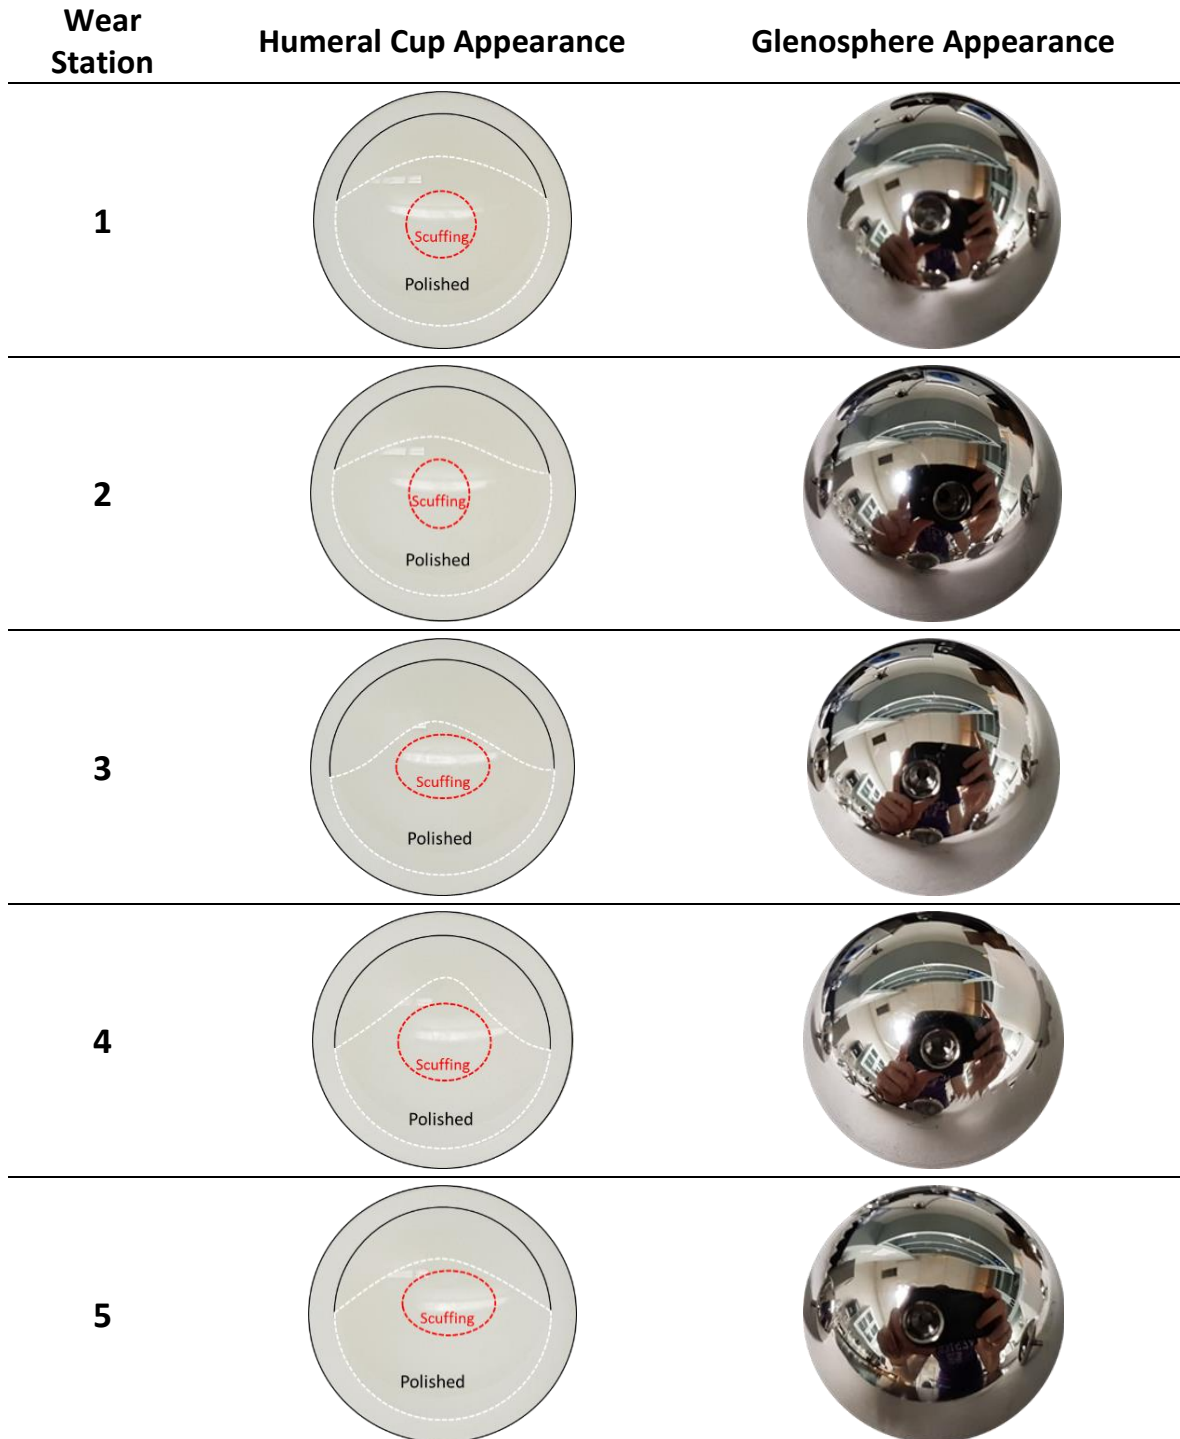 Wear
Station
Humeral Cup Appearance
Glenosphere Appearance
1
Scuffing
Polished
2
Scuffing
Polished
3
Scuffing
Polished
4
Scuffing
Polished
5
Scuffing
Polished